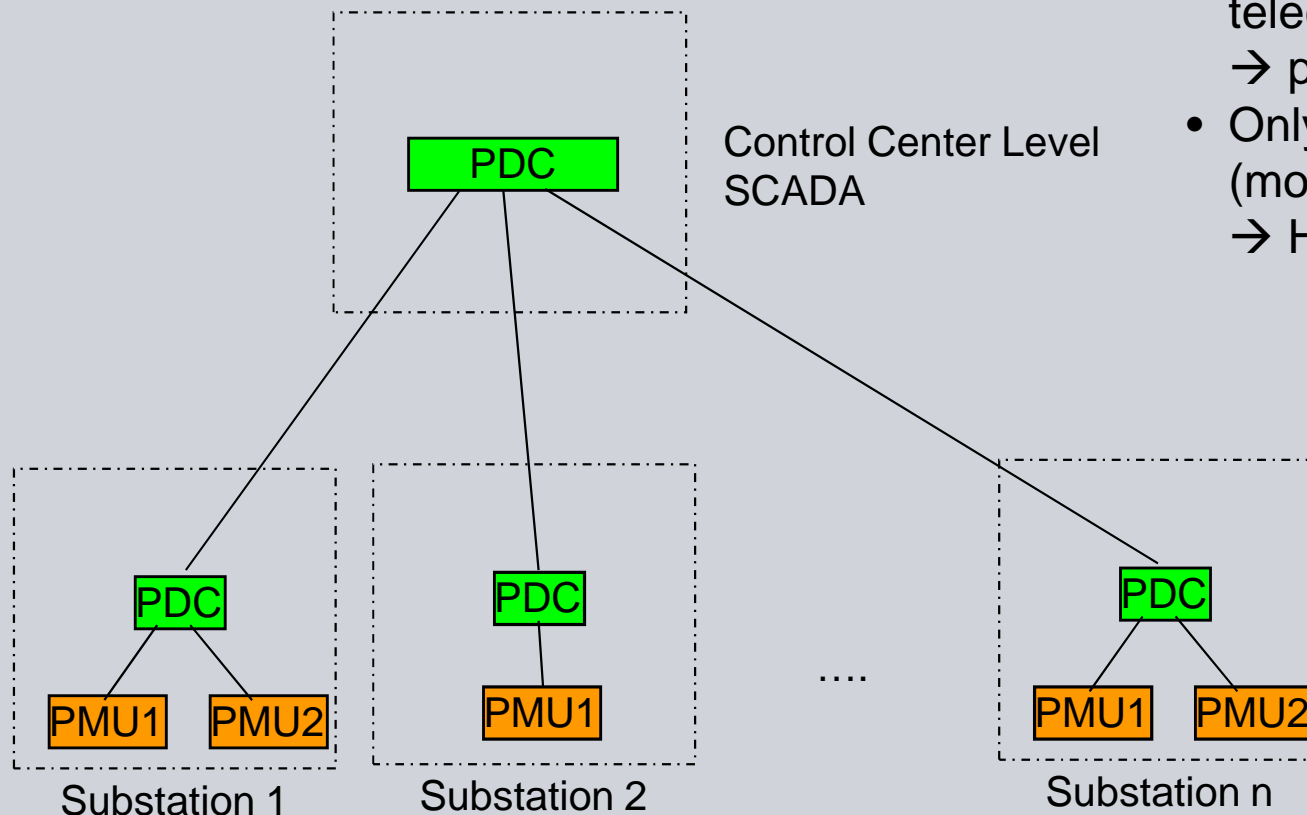 PDC
Control Center Level
SCADA
• Only
PDC
PDC
PDC
....
PMU1 PMU2
PMU1
PMU1 PMU2
Substation 1
Substation 2
Substation n